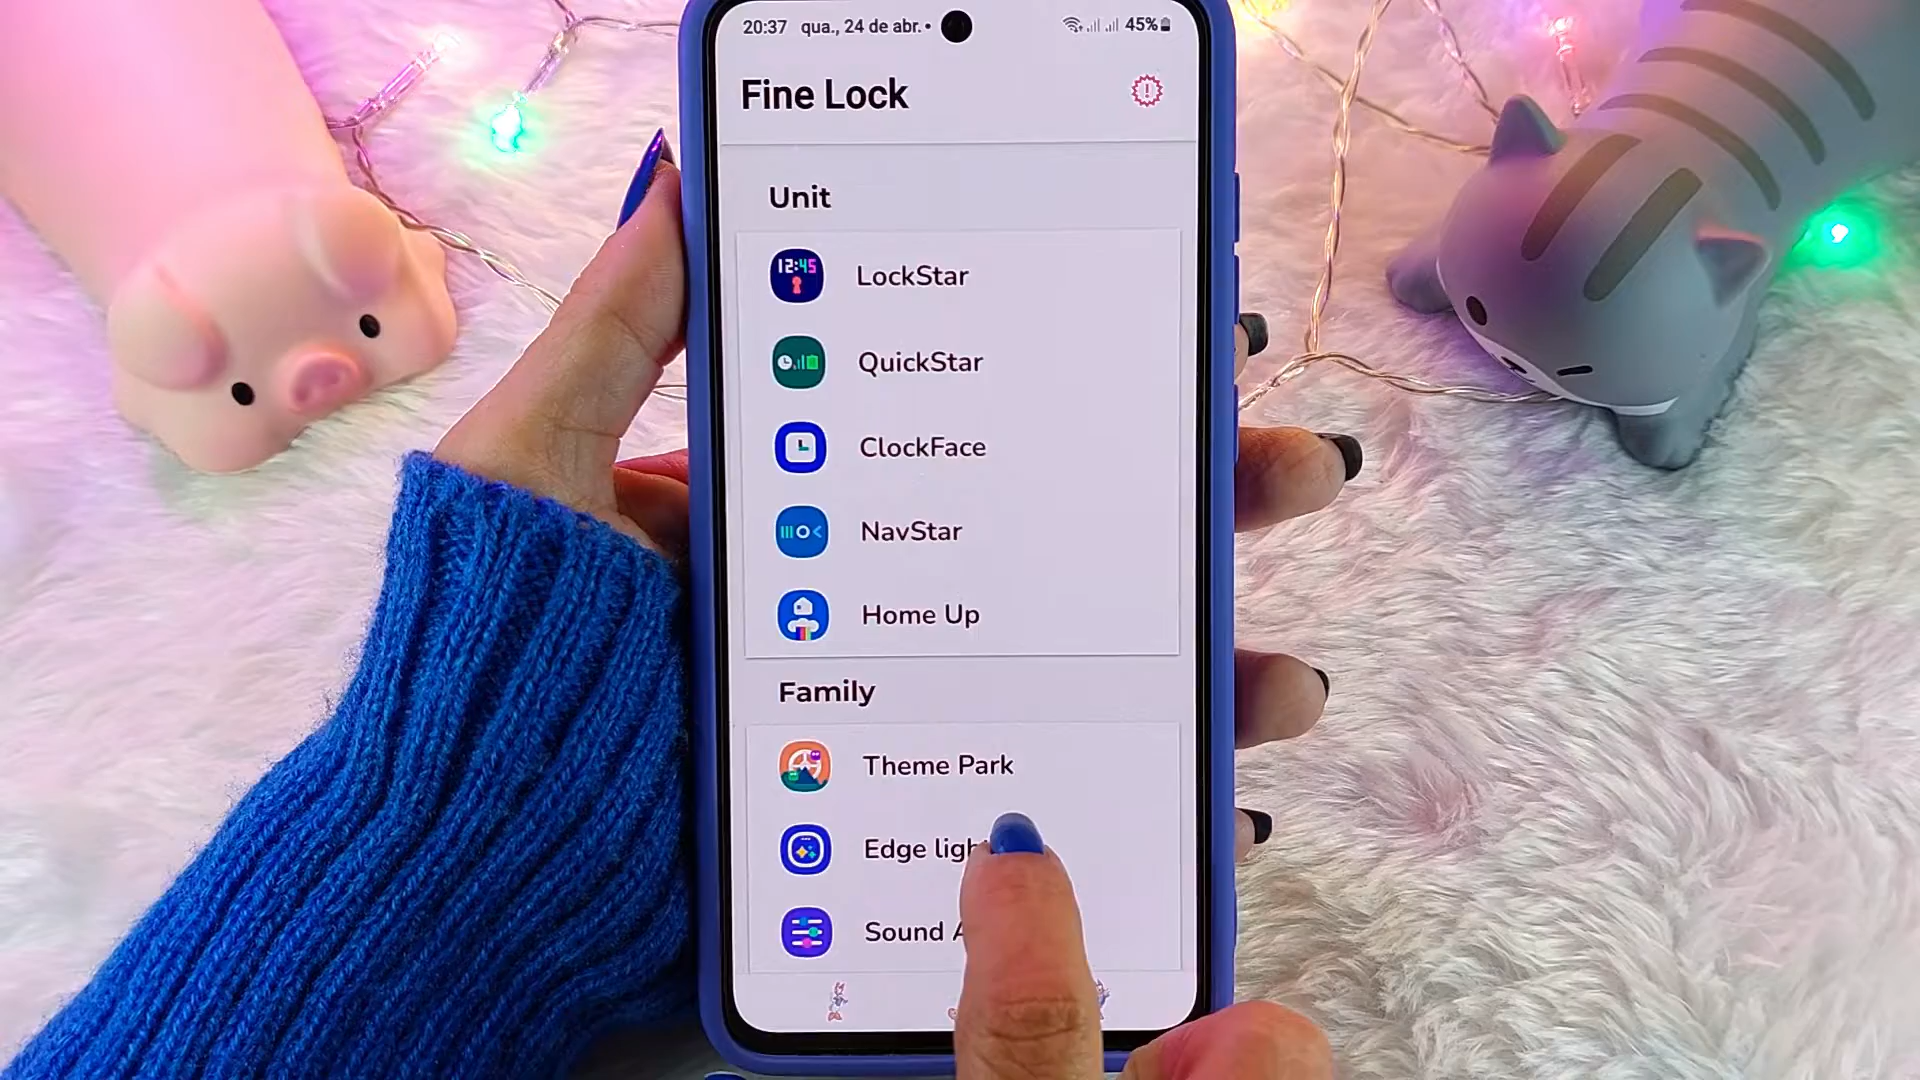 20:37 qua., 24 de abr. • 45%
Fine Lock
Unit
12:45
LockStar
QuickStar
ClockFace
NavStar
Home Up
Family
Theme Park
Edge
Sound